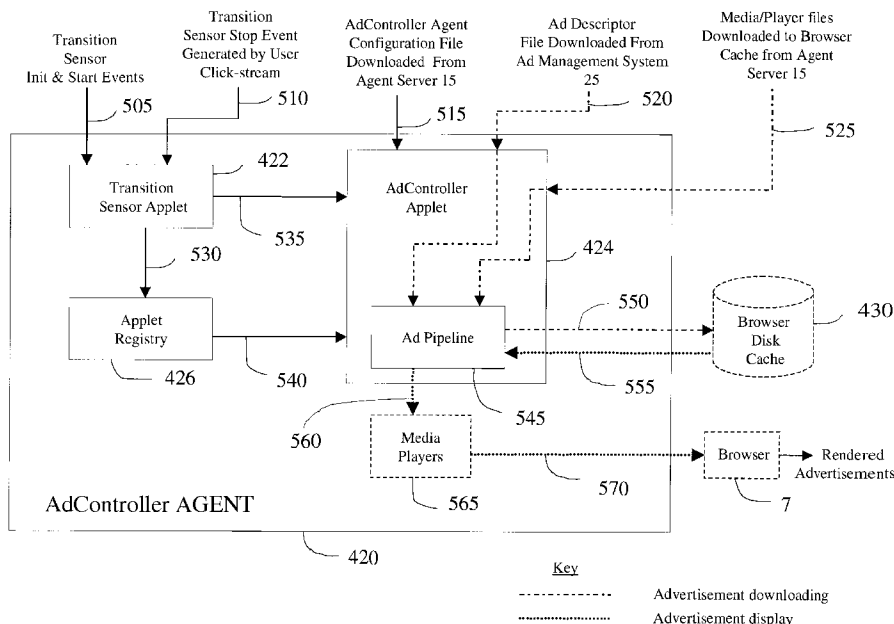 Transition
Sensor
Init & Start Events
Transition
Sensor Stop Event
Generated by User
Click-stream
AdController Agent
Configuration File
Downloaded From
Agent Server 15
Ad Descriptor
File Downloaded From
Ad Management System
25
Media/Player files
Downloaded to Browser
Cache from Agent
Server 15
505
510
515
520
525
422
Transition
Sensor Applet
AdController
Applet
535
530
424
Applet
Registry
426
540
Ad Pipeline
545
550
555
Browser
Disk
Cache
430
560
Media
Players
565
570
Browser
7
Rendered
Advertisements
AdController AGENT
420
Key
Advertisement downloading
Advertisement display